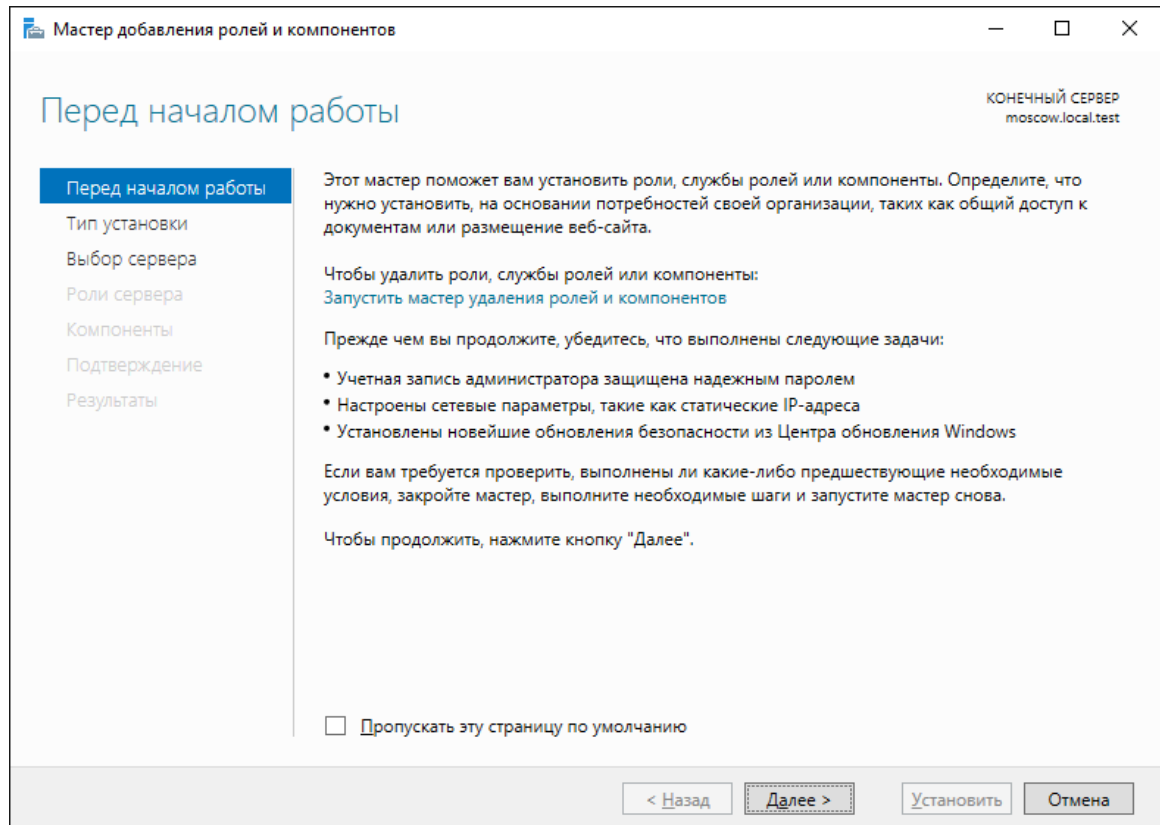 Мастер добавления ролей и компонентов
Перед началом работы
КОНЕЧНЫЙ СЕРВЕР
moscow.local.test
Перед началом работы
Тип установки
Выбор сервера
Роли сервера
Компоненты
Подтверждение
Результаты
Этот мастер поможет вам установить роли, службы ролей или компоненты. Определите, что
нужно установить, на основании потребностей своей организации, таких как общий доступ к
документам или размещение веб-сайта.
Чтобы удалить роли, службы ролей или компоненты:
Запустить мастер удаления ролей и компонентов
Прежде чем вы продолжите, убедитесь, что выполнены следующие задачи:
• Учетная запись администратора защищена надежным паролем
• Настроены сетевые параметры, такие как статические IP-адреса
• Установлены новейшие обновления безопасности из Центра обновления Windows
Если вам требуется проверить, выполнены ли какие-либо предшествующие необходимые
условия, закройте мастер, выполните необходимые шаги и запустите мастер снова.
Чтобы продолжить, нажмите кнопку "Далее".
Пропускать эту страницу по умолчанию
< Назад
Далее >
Установить
Отмена